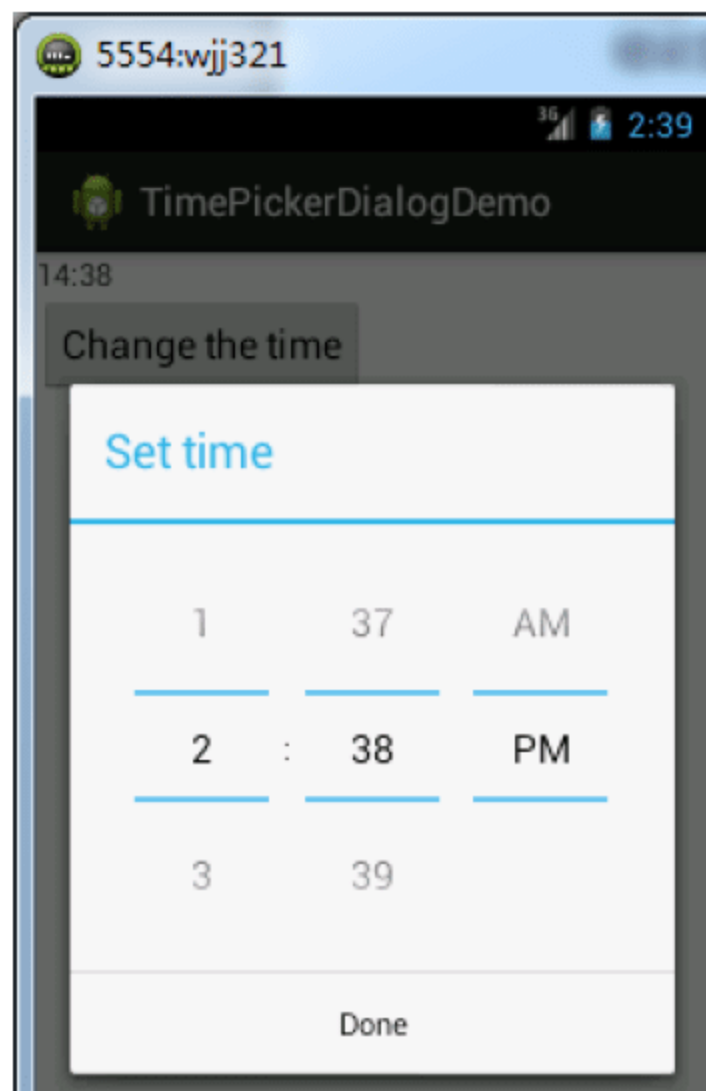 5554:wjj321
3G 2:39
TimePickerDialogDemo
14:38
Change the time
Set time
1 37 AM
2 : 38 PM
3 39
Done